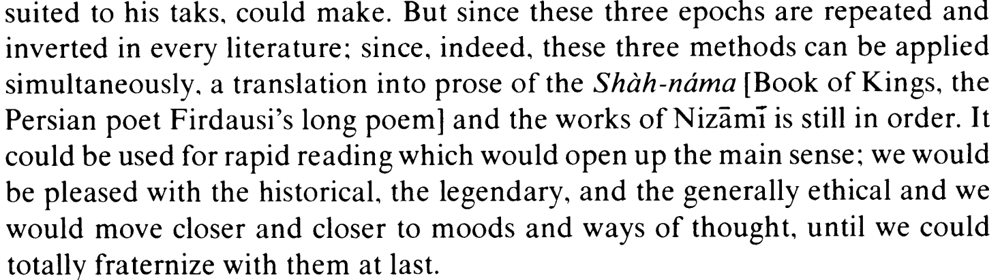 suited to his taks, could make. But since these three epochs are repeated and
inverted in every literature; since, indeed, these three methods can be applied
simultaneously, a translation into prose of the Shàh-náma [Book of Kings, the
Persian poet Firdausi's long poem] and the works of Nizāmī is still in order. It
could be used for rapid reading which would open up the main sense; we would
be pleased with the historical, the legendary, and the generally ethical and we
would move closer and closer to moods and ways of thought, until we could
totally fraternize with them at last.